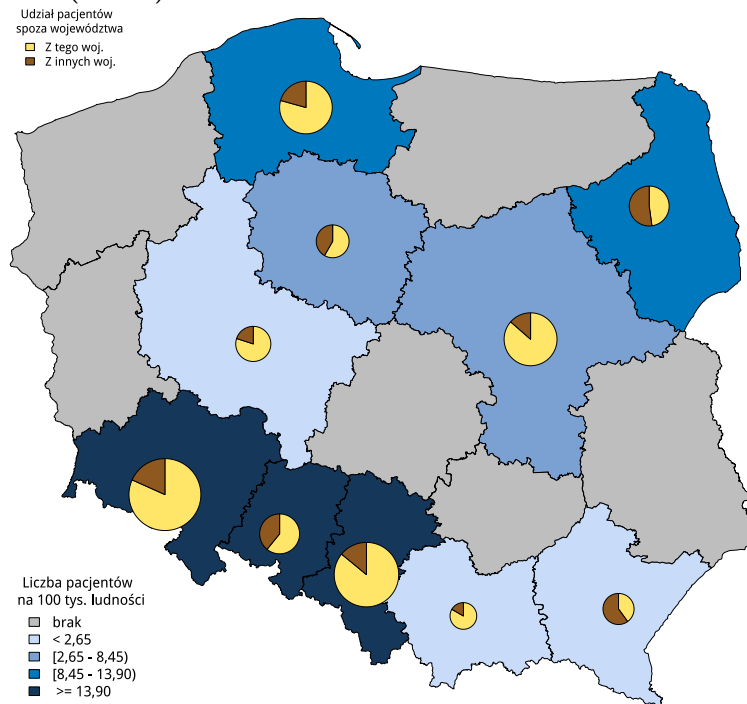 Udział pacjentów
spoza województwa
Z tego woj.
Z innych woj.
Liczba pacjentów
na 100 tys. ludności
brak
< 2,65
[2,65 - 8,45)
[8,45 - 13,90)
>= 13,90